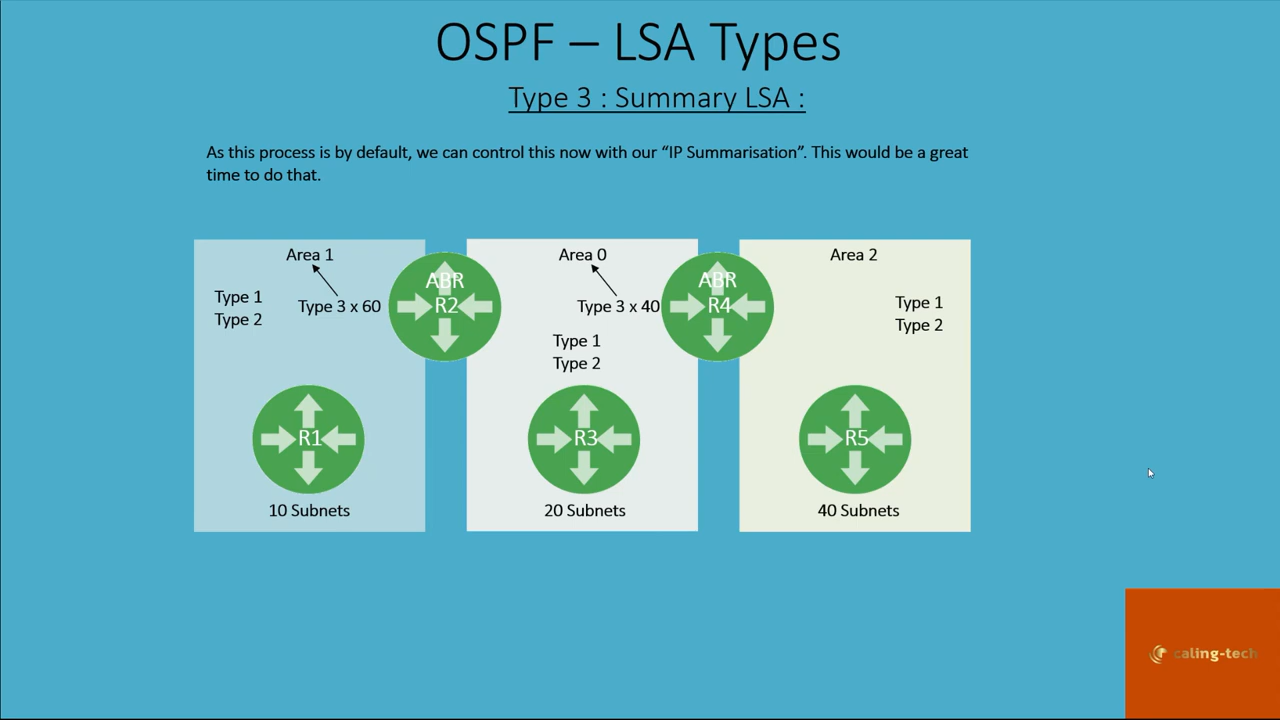 OSPF – LSA Types
Type 3 : Summary LSA :
As this process is by default, we can control this now with our “IP Summarisation”. This would be a great
time to do that.
Area 1
Type 1
Type 2
Type 3 x 60
ABR
R2
R1
10 Subnets
Area 0
Type 3 x 40
Type 1
Type 2
ABR
R4
R3
20 Subnets
Area 2
Type 1
Type 2
R5
40 Subnets
caling-tech